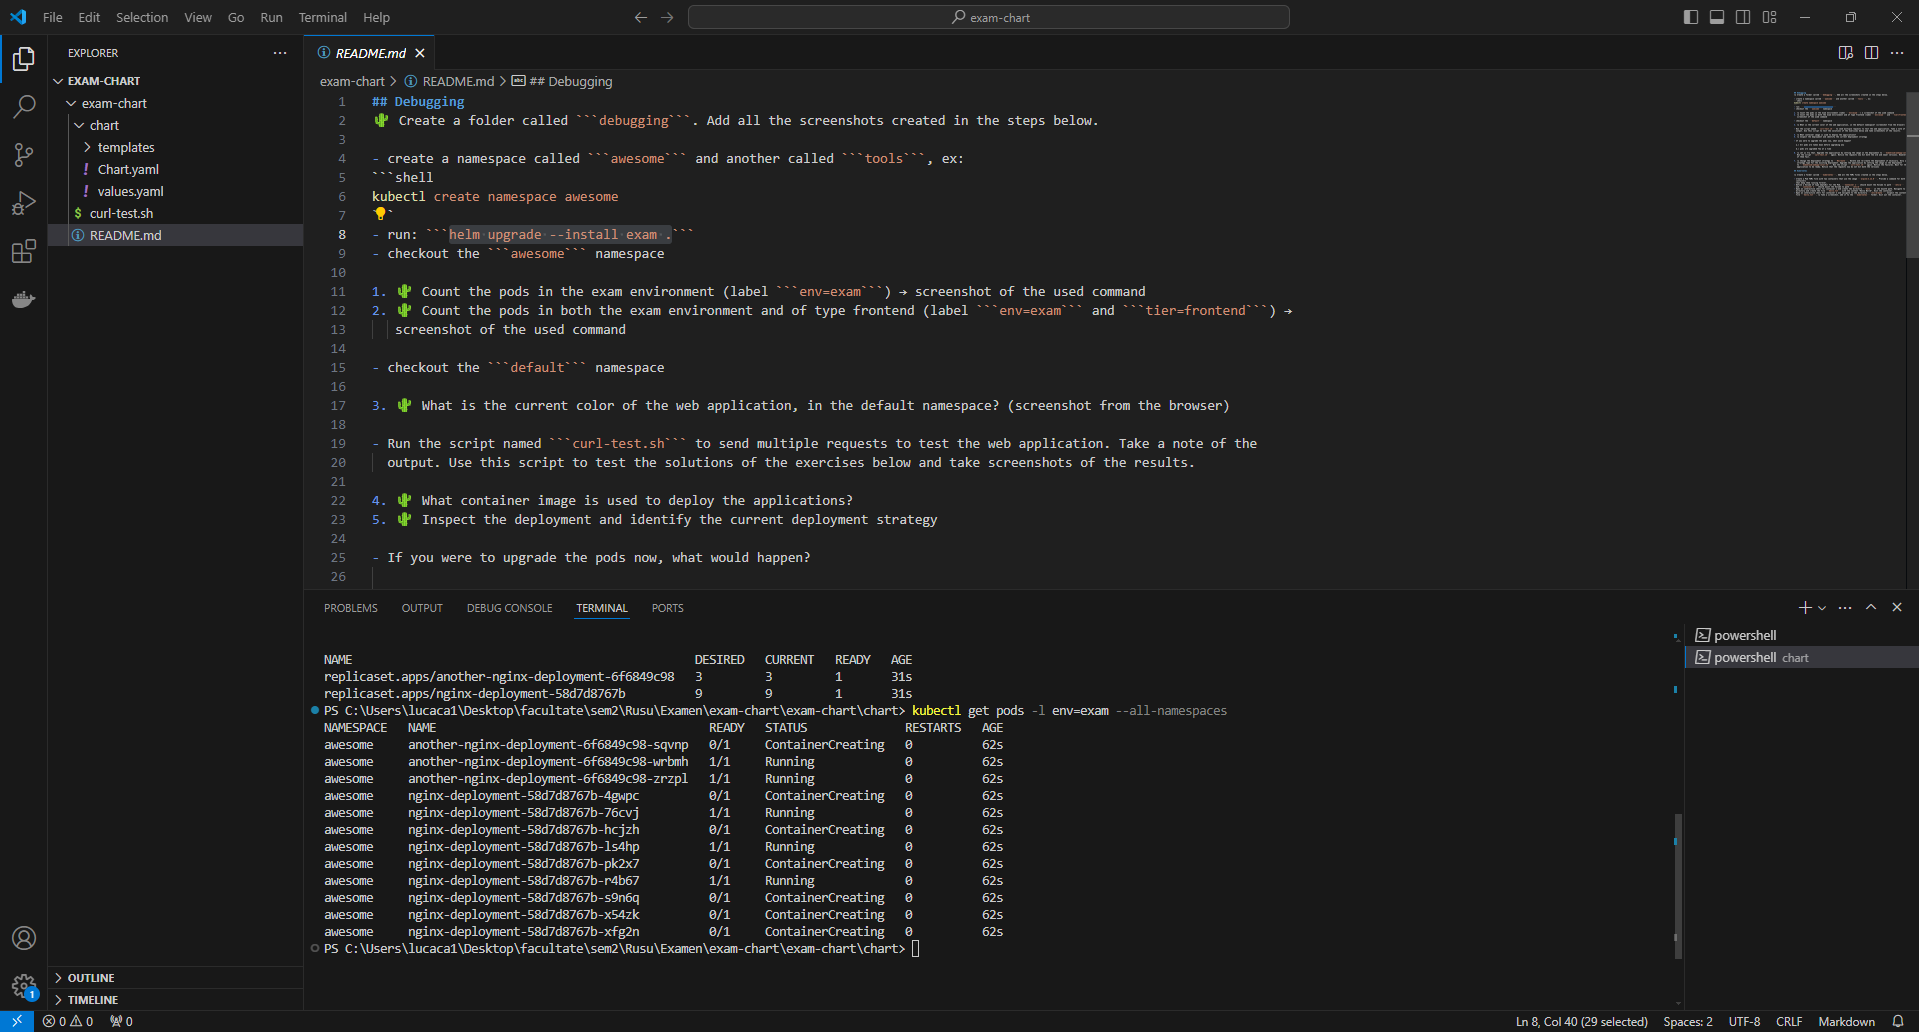 File Edit Selection View Go Run Terminal Help
exam-chart
EXPLORER
EXAM-CHART
exam-chart
chart
templates
! Chart.yaml
! values.yaml
$ curl-test.sh
README.md
OUTLINE
TIMELINE
README.md
exam-chart > README.md > ## Debugging
1 ## Debugging
2 🌵 Create a folder called ```debugging```. Add all the screenshots created in the steps below.
3
4 - create a namespace called ```awesome``` and another called ```tools```, ex:
5 ```shell
6 kubectl create namespace awesome
7
8 - run: ```helm upgrade --install exam .```
9 - checkout the ```awesome``` namespace
10
11 1. 🌵 Count the pods in the exam environment (label ```env=exam```) → screenshot of the used command
12 2. 🌵 Count the pods in both the exam environment and of type frontend (label ```env=exam``` and ```tier=frontend```) →
13 screenshot of the used command
14
15 - checkout the ```default``` namespace
16
17 3. 🌵 What is the current color of the web application, in the default namespace? (screenshot from the browser)
18
19 - Run the script named ```curl-test.sh``` to send multiple requests to test the web application. Take a note of the
20 output. Use this script to test the solutions of the exercises below and take screenshots of the results.
21
22 4. 🌵 What container image is used to deploy the applications?
23 5. 🌵 Inspect the deployment and identify the current deployment strategy
24
25 - If you were to upgrade the pods now, what would happen?
26
PROBLEMS OUTPUT DEBUG CONSOLE TERMINAL PORTS
powershell
powershell chart
NAME DESIRED CURRENT READY AGE
replicaset.apps/another-nginx-deployment-6f6849c98 3 3 1 31s
replicaset.apps/nginx-deployment-58d7d8767b 9 9 1 31s
PS C:\Users\lucaca1\Desktop\facultate\sem2\Rusu\Examen\exam-chart\exam-chart\chart> kubectl get pods -l env=exam --all-namespaces
NAMESPACE NAME READY STATUS RESTARTS AGE
awesome another-nginx-deployment-6f6849c98-sqvnp 0/1 ContainerCreating 0 62s
awesome another-nginx-deployment-6f6849c98-wrbmh 1/1 Running 0 62s
awesome another-nginx-deployment-6f6849c98-zrzpl 1/1 Running 0 62s
awesome nginx-deployment-58d7d8767b-4gwpc 0/1 ContainerCreating 0 62s
awesome nginx-deployment-58d7d8767b-76cvj 1/1 Running 0 62s
awesome nginx-deployment-58d7d8767b-hcjzh 0/1 ContainerCreating 0 62s
awesome nginx-deployment-58d7d8767b-ls4hp 1/1 Running 0 62s
awesome nginx-deployment-58d7d8767b-pk2x7 0/1 ContainerCreating 0 62s
awesome nginx-deployment-58d7d8767b-r4b67 1/1 Running 0 62s
awesome nginx-deployment-58d7d8767b-s9n6q 0/1 ContainerCreating 0 62s
awesome nginx-deployment-58d7d8767b-x54zk 0/1 ContainerCreating 0 62s
awesome nginx-deployment-58d7d8767b-xfg2n 0/1 ContainerCreating 0 62s
PS C:\Users\lucaca1\Desktop\facultate\sem2\Rusu\Examen\exam-chart\exam-chart\chart>
1
0 0 0
Ln 8, Col 40 (29 selected) Spaces: 2 UTF-8 CRLF Markdown